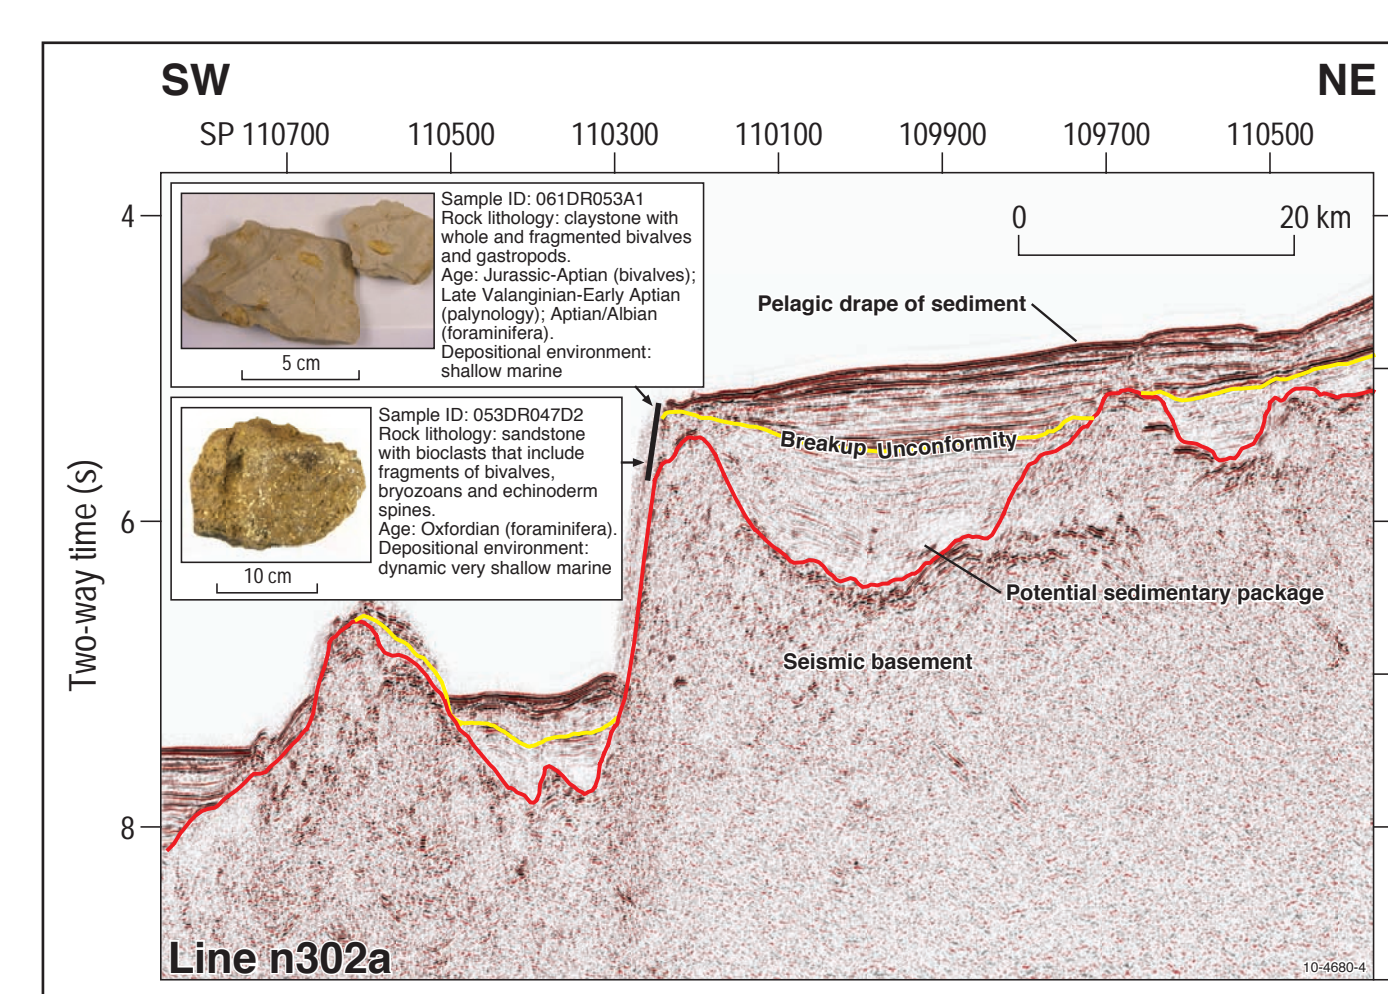 SW
NE
SP 110700 110500 110300 110100 109900 109700 110500
Sample ID: 061DR053A1
Rock lithology: claystone with
whole and fragmented bivalves
and gastropods.
Age: Jurassic-Aptian (bivalves);
Late Valanginian-Early Aptian
(palynology); Aptian/Albian
(foraminifera).
Depositional environment:
shallow marine
5 cm
Sample ID: 053DR047D2
Rock lithology: sandstone
with bioclasts that include
fragments of bivalves,
bryozoans and echinoderm
spines.
Age: Oxfordian (foraminifera).
Depositional environment:
dynamic very shallow marine
10 cm
0 20 km
Pelagic drape of sediment
Breakup Unconformity
Potential sedimentary package
Seismic basement
Two-way time (s)
4
6
8
Line n302a
10-4680-4